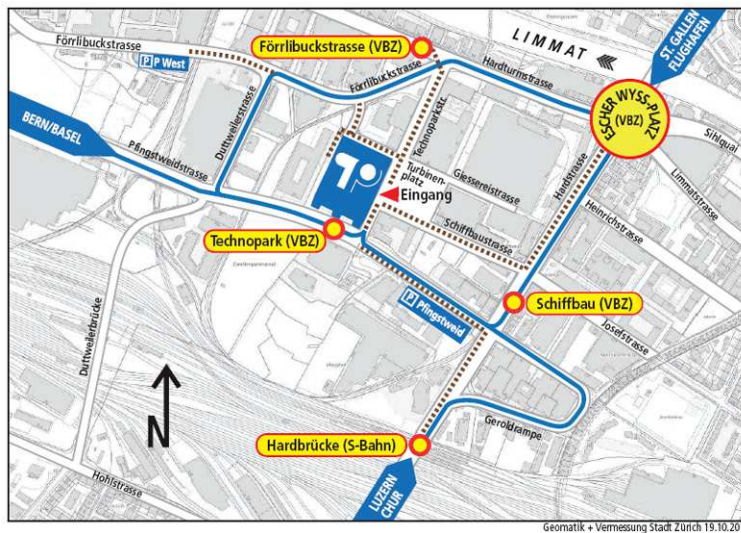 LIMMAT
ST. GALLEN
FLUGHAFEN
Förrlibuckstrasse
Förrlibuckstrasse (VBZ)
P P West
Hardturmstrasse
Förrlibuckstrasse
ESCHER WYSS-PLATZ
(VBZ)
BERN/BASEL
Duttweilerstrasse
Technoparkstr.
Sihlquai
Pfingstweidstrasse
Turbinen-
platz
Giessereistrasse
Hardstrasse
Limmatstrasse
Eingang
Heinrichstrasse
Schiffbaustrasse
Technopark (VBZ)
P Pfingstweid
Schiffbau (VBZ)
Josefstrasse
Duttweilerbrücke
N
Geroldrampe
Hardbrücke (S-Bahn)
Hohlstrasse
LUZERN
CHUR
Geomatik + Vermessung Stadt Zürich 19.10.20